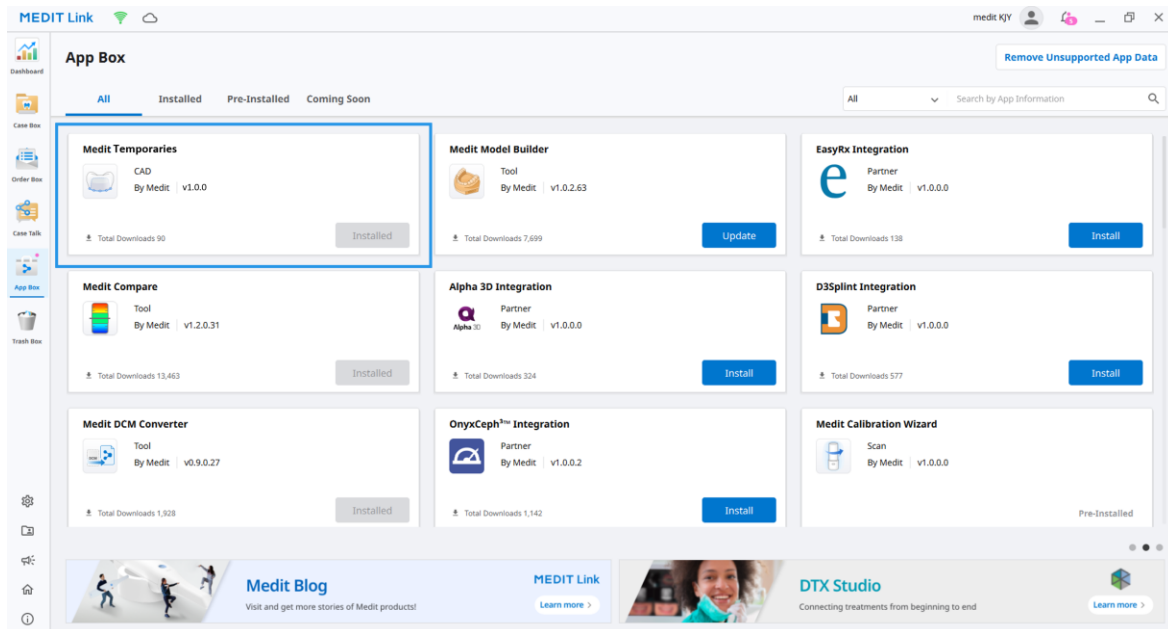 MEDIT Link
medit KJY
Dashboard
Case Box
Order Box
Case Talk
App Box
Trash Box
App Box
Remove Unsupported App Data
All
Installed
Pre-Installed
Coming Soon
All
Search by App Information
Medit Temporaries
CAD
By Medit
v1.0.0
Total Downloads 90
Installed
Medit Model Builder
Tool
By Medit
v1.0.2.63
Total Downloads 7,699
Update
EasyRx Integration
e
Partner
By Medit
v1.0.0.0
Total Downloads 138
Install
Medit Compare
Tool
By Medit
v1.2.0.31
Total Downloads 13,463
Installed
Alpha 3D Integration
Alpha 3D
Partner
By Medit
v1.0.0.0
Total Downloads 324
Install
D3Splint Integration
Partner
By Medit
v1.0.0.0
Total Downloads 577
Install
Medit DCM Converter
Tool
By Medit
v0.9.0.27
Total Downloads 1,928
Installed
OnyxCeph³™ Integration
Partner
By Medit
v1.0.0.2
Total Downloads 1,142
Install
Medit Calibration Wizard
Scan
By Medit
v1.0.0.0
Pre-Installed
Medit Blog
Visit and get more stories of Medit products!
MEDIT Link
Learn more >
DTX Studio
Connecting treatments from beginning to end
Learn more >